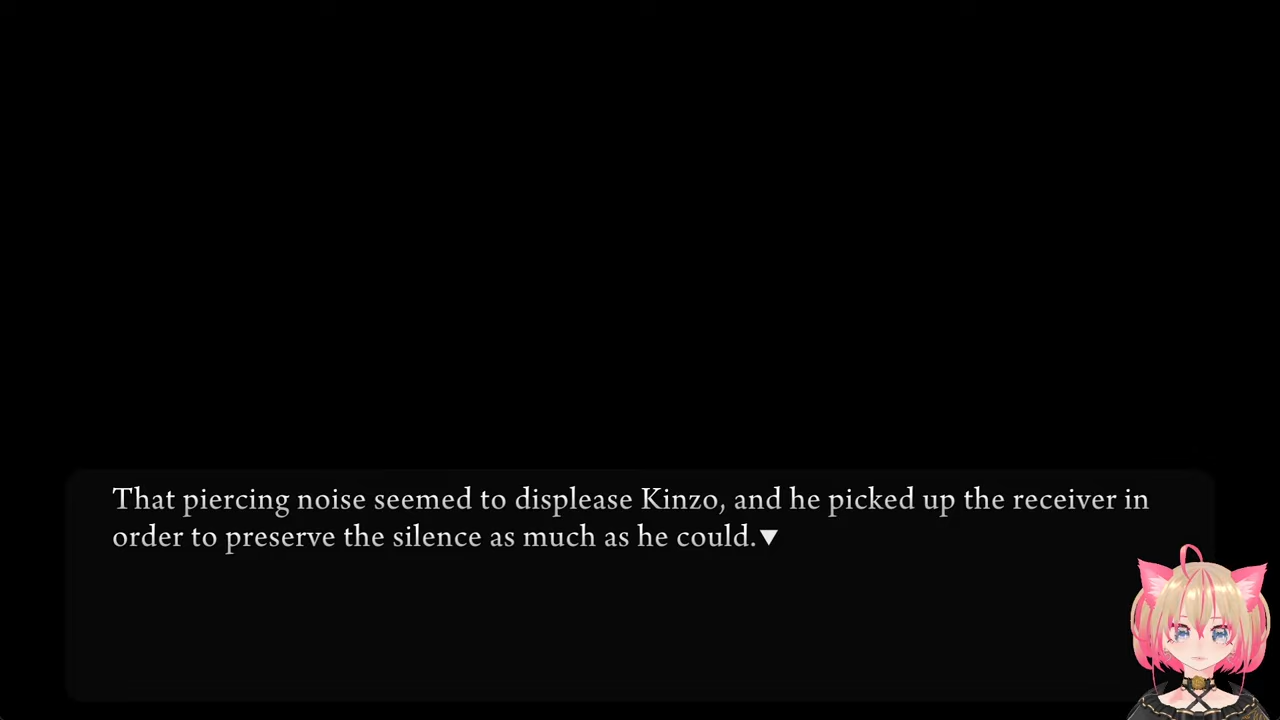 That piercing noise seemed to displease Kinzo, and he picked up the receiver in
order to preserve the silence as much as he could.▼